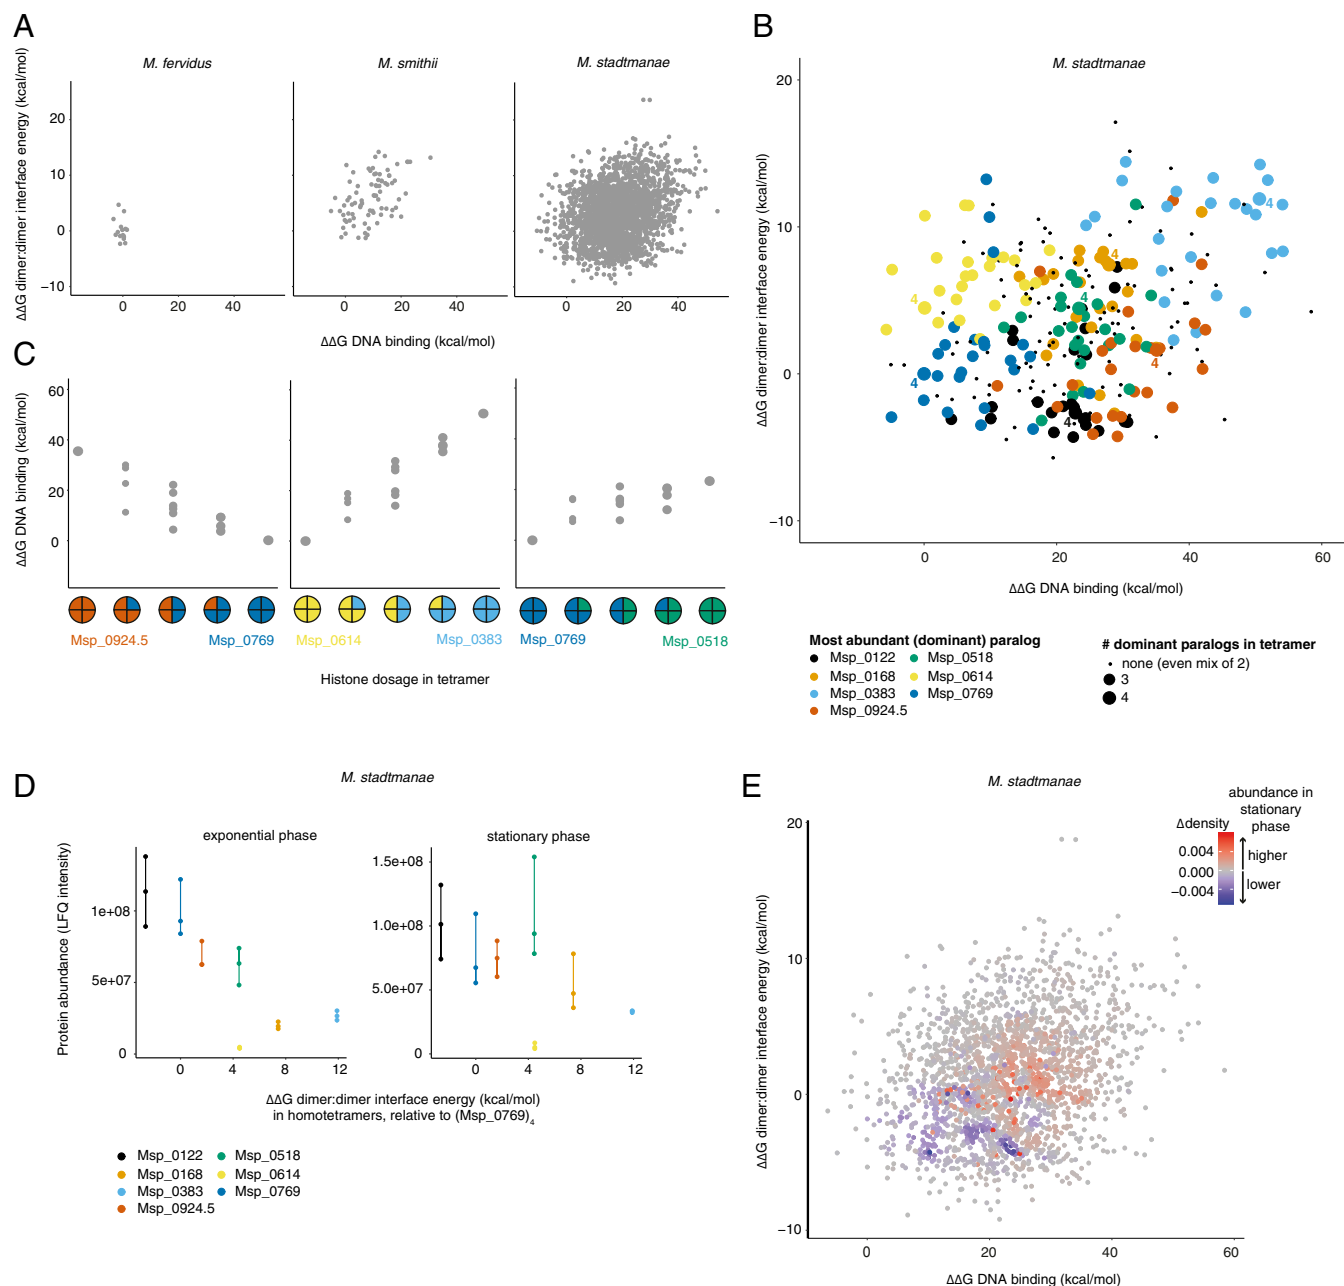 A
B
M. fervidus
M. smithii
M. stadtmanae
M. stadtmanae
ΔΔG dimer:dimer interface energy (kcal/mol)
20
10
0
−10
0 20 40
0 20 40
0 20 40
ΔΔG DNA binding (kcal/mol)
ΔΔG dimer:dimer interface energy (kcal/mol)
20
10
0
−10
4
4
4
4
4
4
4
0 20 40 60
ΔΔG DNA binding (kcal/mol)
Most abundant (dominant) paralog
Msp_0122
Msp_0168
Msp_0383
Msp_0924.5
Msp_0518
Msp_0614
Msp_0769
# dominant paralogs in tetramer
none (even mix of 2)
3
4
C
ΔΔG DNA binding (kcal/mol)
60
40
20
0
Msp_0924.5
Msp_0769
Msp_0614
Msp_0383
Msp_0769
Msp_0518
Histone dosage in tetramer
D
M. stadtmanae
exponential phase
stationary phase
Protein abundance (LFQ intensity)
1e+08
5e+07
0
1.5e+08
1.0e+08
5.0e+07
0
0 4 8 12
0 4 8 12
ΔΔG dimer:dimer interface energy (kcal/mol)
in homotetramers, relative to (Msp_0769)4
Msp_0122
Msp_0168
Msp_0383
Msp_0924.5
Msp_0518
Msp_0614
Msp_0769
E
M. stadtmanae
abundance in
stationary
phase
Δdensity
0.004
0.000
−0.004
higher
lower
ΔΔG dimer:dimer interface energy (kcal/mol)
20
10
0
−10
0 20 40 60
ΔΔG DNA binding (kcal/mol)